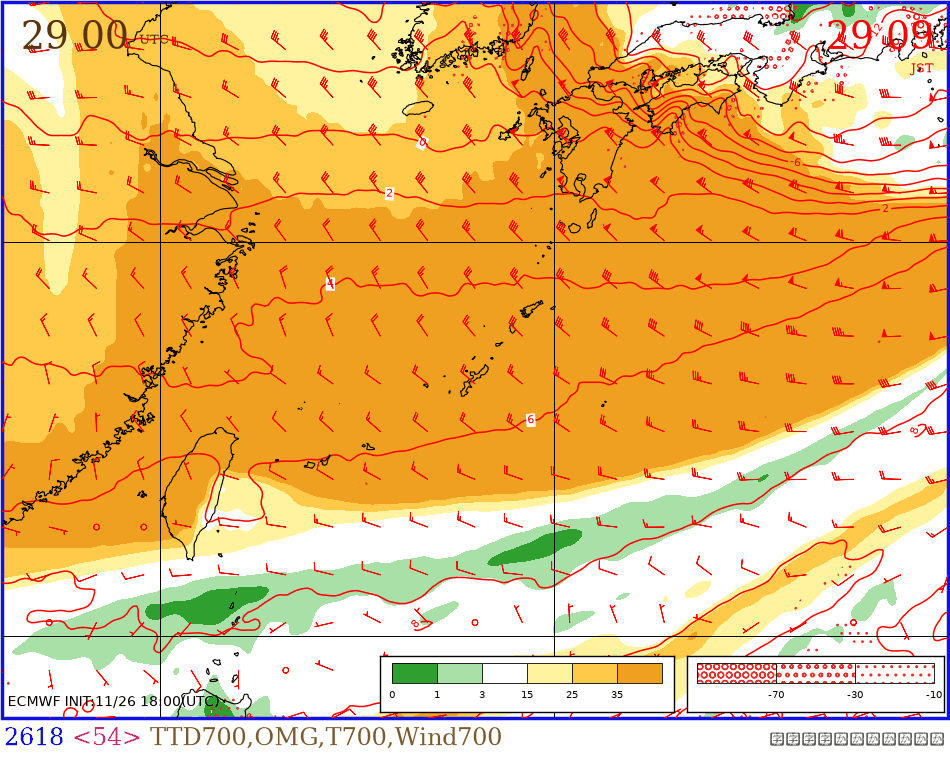 29 00 UTC
29 09 JST
0
-6
2
2
4
6
8
8
ECMWF INIT:11/26 18:00(UTC)
0 1 3 15 25 35
-70 -30 -10
2618 <54> TTD700,OMG,T700,Wind700